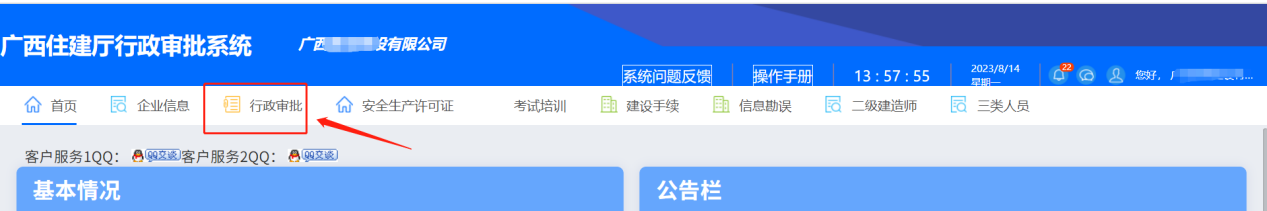 广西住建厅行政审批系统
广西 设有限公司
系统问题反馈 操作手册 13 : 57 : 55 2023/8/14 星期一 22 您好，
首页 企业信息 行政审批 安全生产许可证 考试培训 建设手续 信息勘误 二级建造师 三类人员
客户服务1QQ： QQ交谈 客户服务2QQ： QQ交谈
基本情况 公告栏